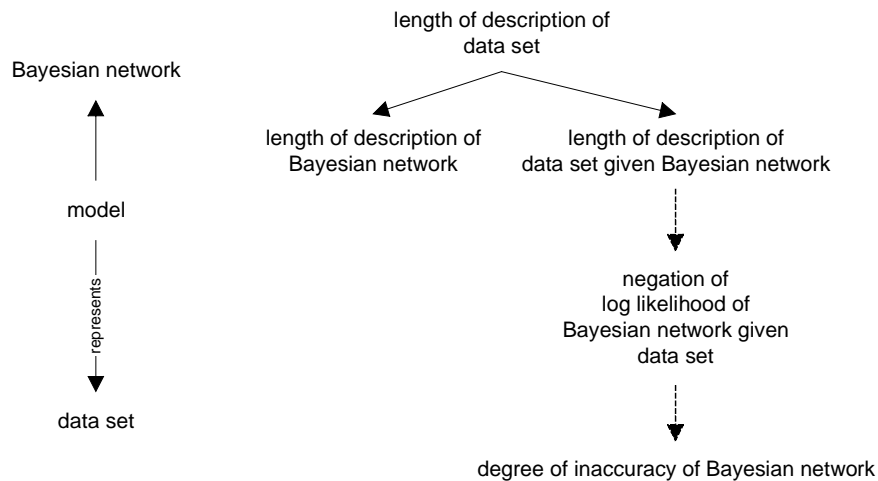 length of description of
data set
Bayesian network
length of description of
Bayesian network
length of description of
data set given Bayesian network
model
represents
negation of
log likelihood of
Bayesian network given
data set
data set
degree of inaccuracy of Bayesian network